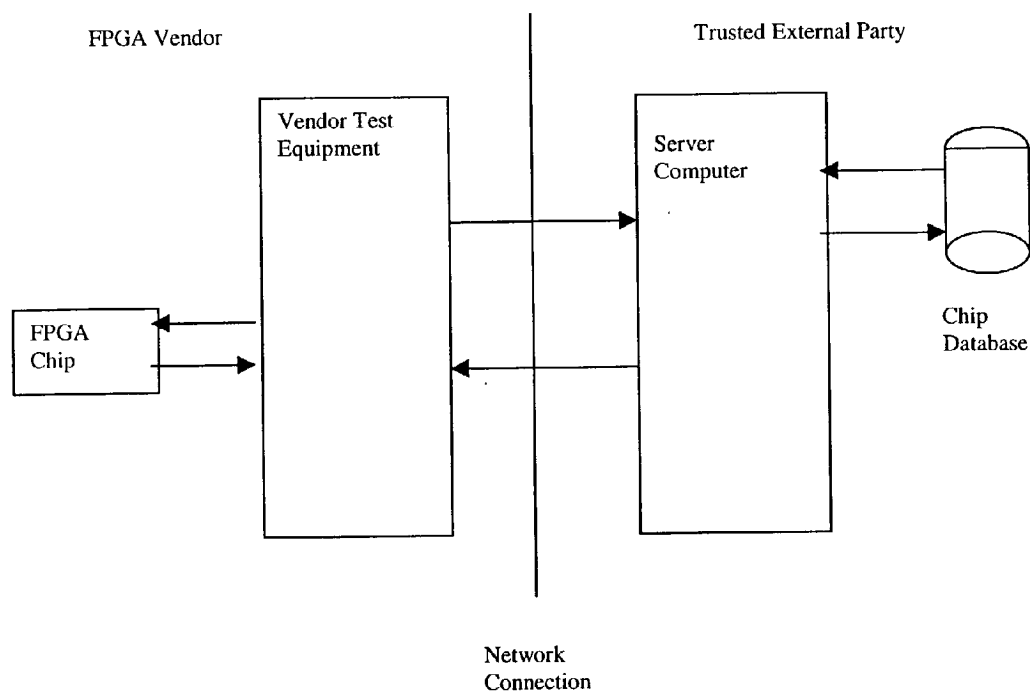 FPGA Vendor
Trusted External Party
Vendor Test
Equipment
Server
Computer
FPGA
Chip
Chip
Database
Network
Connection